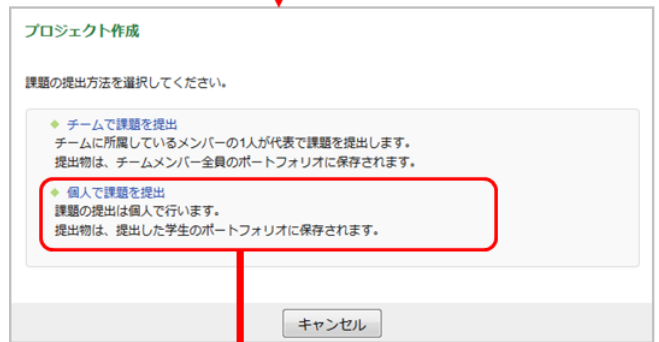 プロジェクト作成
課題の提出方法を選択してください。
チームで課題を提出
チームに所属しているメンバーの1人が代表で課題を提出します。
提出物は、チームメンバー全員のポートフォリオに保存されます。
個人で課題を提出
課題の提出は個人で行います。
提出物は、提出した学生のポートフォリオに保存されます。
キャンセル